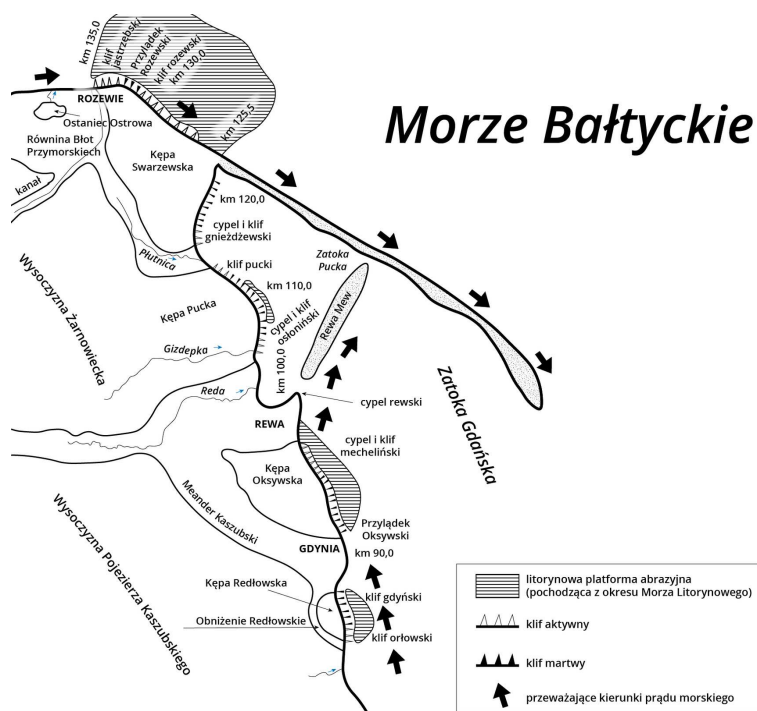 km 135,0
klif
jastrzębski
Przylądek
Rozewski
klif rozewski
km 130,0
km 125,5
Morze Bałtyckie
ROZEWIE
Ostaniec Ostrowa
Równina Błot
Przymorskiech
kanał
Kępa
Swarzewska
km 120,0
cypel i klif
gnieżdżewski
Płutnica
klif pucki
Zatoka
Pucka
km 110,0
Wysoczyzna Żarnowiecka
Kępa Pucka
cypel i klif
osłoniński
Rewa Mew
Gizdepka
km 100,0
Reda
cypel rewski
REWA
Zatoka Gdańska
cypel i klif
mecheliński
Kępa
Oksywska
Meander Kaszubski
Wysoczyzna Pojezierza Kaszubskiego
Przylądek
Oksywski
GDYNIA
km 90,0
Kępa Redłowska
klif gdyński
Obniżenie Redłowskie
klif orłowski
litorynowa platforma abrazyjna
(pochodząca z okresu Morza Litorynowego)
klif aktywny
klif martwy
przeważające kierunki prądu morskiego